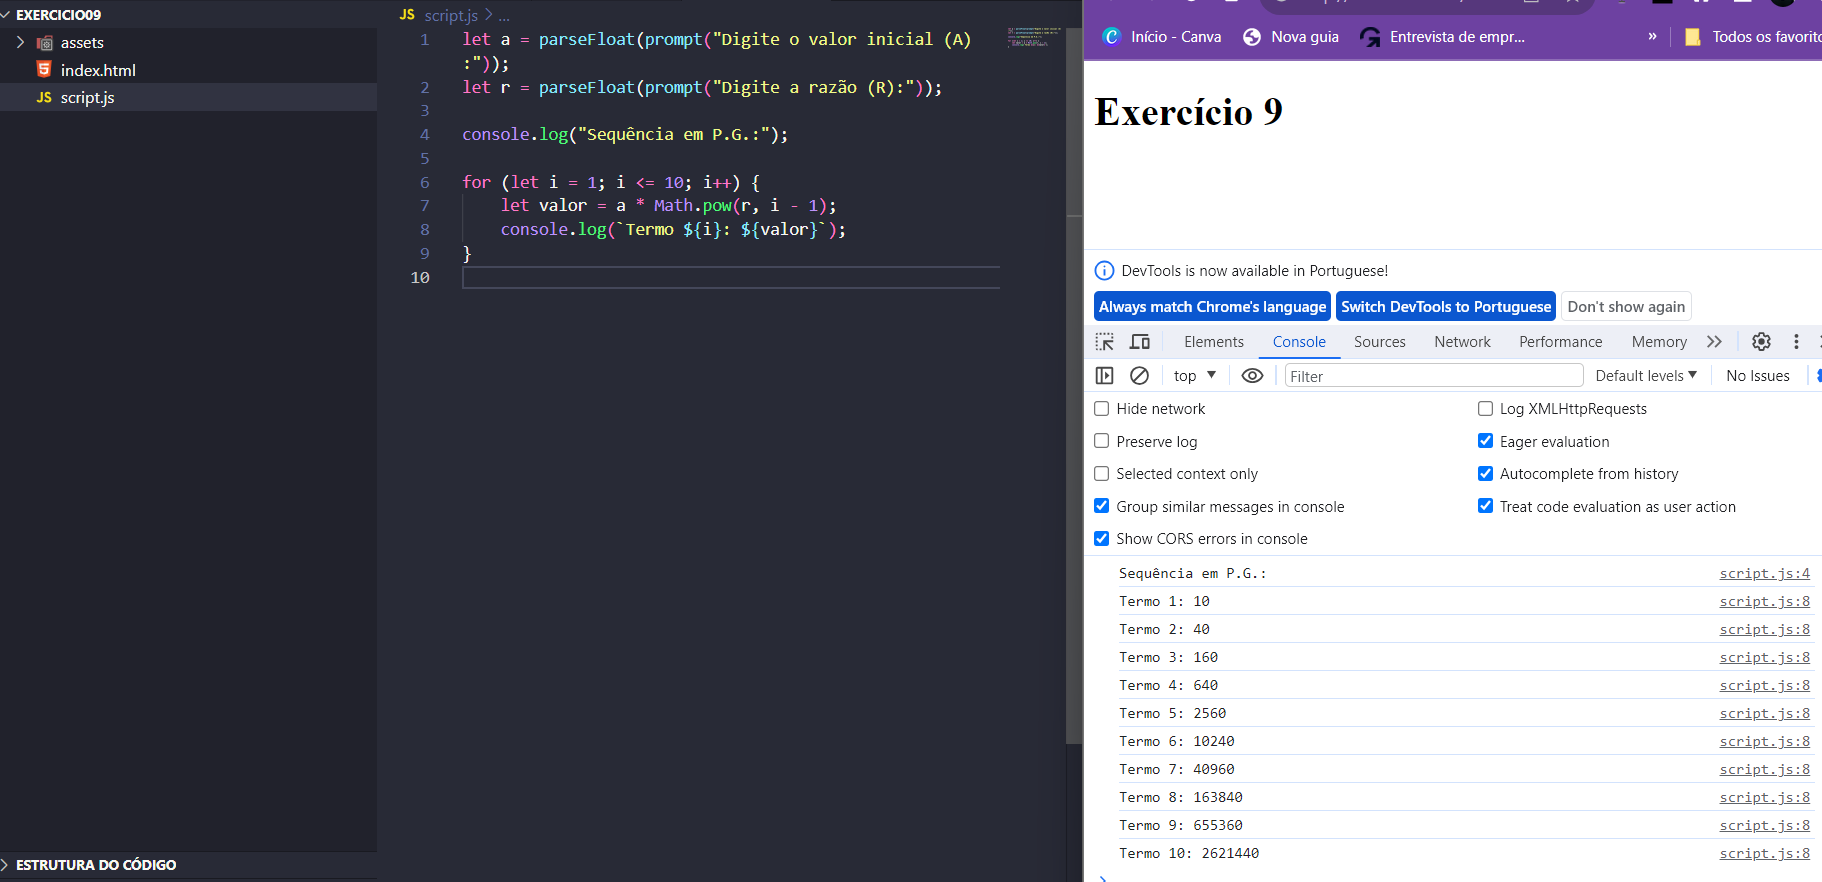 EXERCICIO09
assets
index.html
JS script.js
ESTRUTURA DO CÓDIGO
JS script.js > ...
1 let a = parseFloat(prompt("Digite o valor inicial (A)
:"));
2 let r = parseFloat(prompt("Digite a razão (R):"));
3
4 console.log("Sequência em P.G.:");
5
6 for (let i = 1; i <= 10; i++) {
7 let valor = a * Math.pow(r, i - 1);
8 console.log(`Termo ${i}: ${valor}`);
9 }
10
Início - Canva Nova guia Entrevista de empr... » Todos os favorito
Exercício 9
DevTools is now available in Portuguese!
Always match Chrome's language Switch DevTools to Portuguese Don't show again
Elements Console Sources Network Performance Memory
top Filter Default levels No Issues
Hide network Log XMLHttpRequests
Preserve log Eager evaluation
Selected context only Autocomplete from history
Group similar messages in console Treat code evaluation as user action
Show CORS errors in console
Sequência em P.G.: script.js:4
Termo 1: 10 script.js:8
Termo 2: 40 script.js:8
Termo 3: 160 script.js:8
Termo 4: 640 script.js:8
Termo 5: 2560 script.js:8
Termo 6: 10240 script.js:8
Termo 7: 40960 script.js:8
Termo 8: 163840 script.js:8
Termo 9: 655360 script.js:8
Termo 10: 2621440 script.js:8